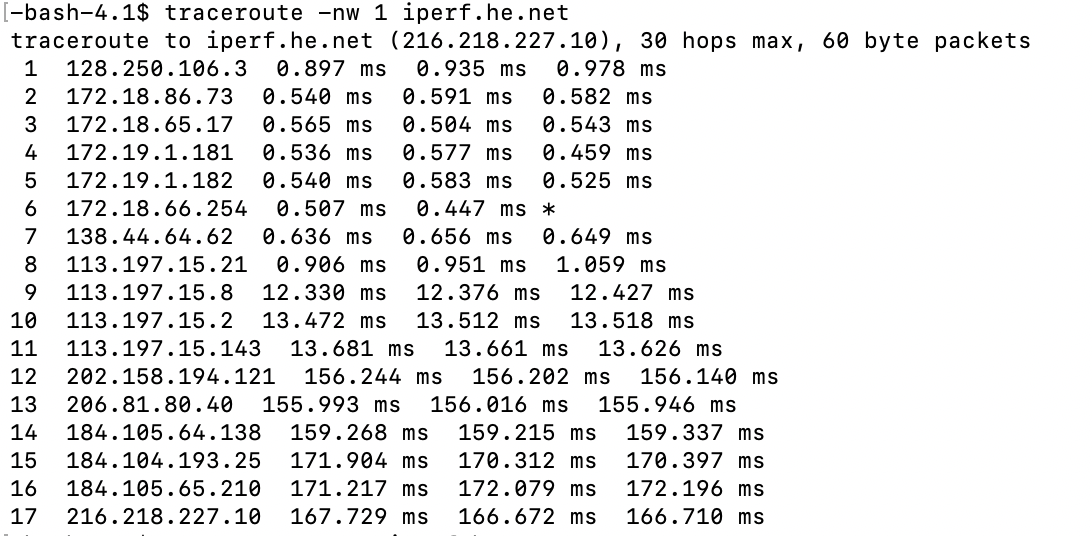 [-bash-4.1$ traceroute -nw 1 iperf.he.net
traceroute to iperf.he.net (216.218.227.10), 30 hops max, 60 byte packets
 1  128.250.106.3  0.897 ms  0.935 ms  0.978 ms
 2  172.18.86.73  0.540 ms  0.591 ms  0.582 ms
 3  172.18.65.17  0.565 ms  0.504 ms  0.543 ms
 4  172.19.1.181  0.536 ms  0.577 ms  0.459 ms
 5  172.19.1.182  0.540 ms  0.583 ms  0.525 ms
 6  172.18.66.254  0.507 ms  0.447 ms *
 7  138.44.64.62  0.636 ms  0.656 ms  0.649 ms
 8  113.197.15.21  0.906 ms  0.951 ms  1.059 ms
 9  113.197.15.8  12.330 ms  12.376 ms  12.427 ms
10  113.197.15.2  13.472 ms  13.512 ms  13.518 ms
11  113.197.15.143  13.681 ms  13.661 ms  13.626 ms
12  202.158.194.121  156.244 ms  156.202 ms  156.140 ms
13  206.81.80.40  155.993 ms  156.016 ms  155.946 ms
14  184.105.64.138  159.268 ms  159.215 ms  159.337 ms
15  184.104.193.25  171.904 ms  170.312 ms  170.397 ms
16  184.105.65.210  171.217 ms  172.079 ms  172.196 ms
17  216.218.227.10  167.729 ms  166.672 ms  166.710 ms